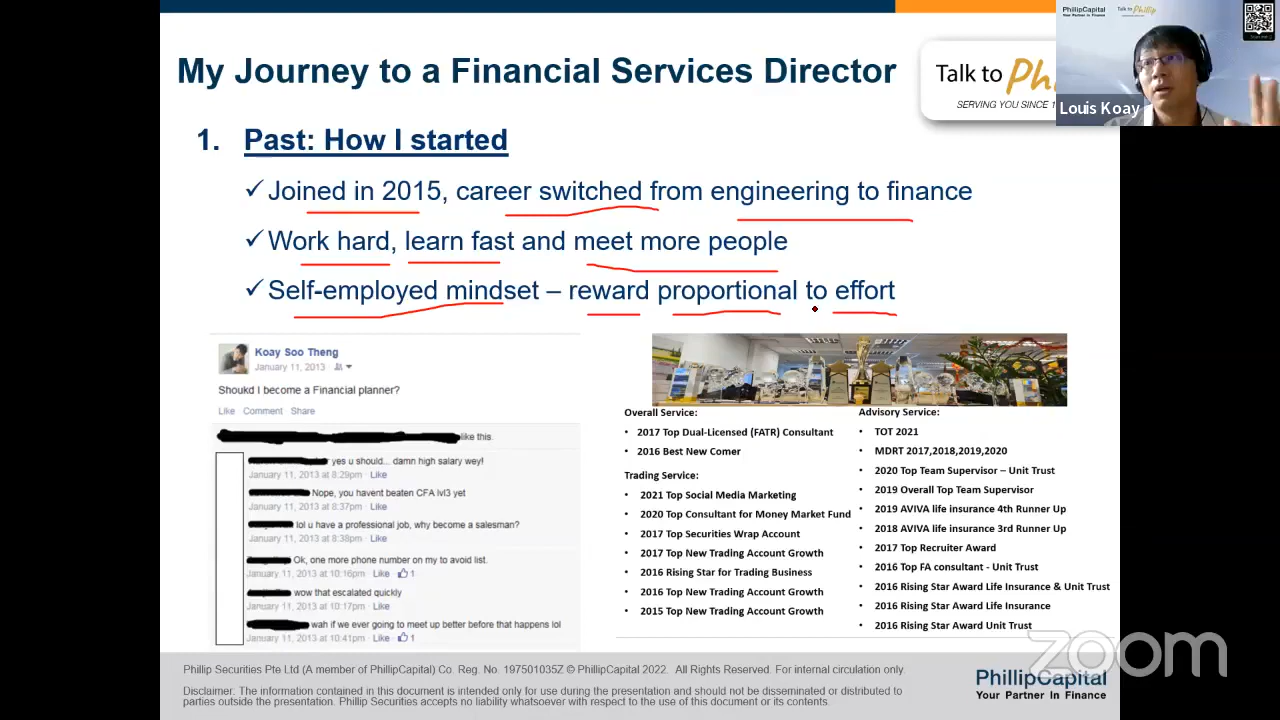 My Journey to a Financial Services Director
Talk to Ph
SERVING YOU SINCE 1
PhillipCapital
Your Partner In Finance
Talk to Phillip
Louis Koay
1. Past: How I started
✓ Joined in 2015, career switched from engineering to finance
✓ Work hard, learn fast and meet more people
✓ Self-employed mindset – reward proportional to effort
Koay Soo Theng
January 11, 2013
Shoukd I become a Financial planner?
Like Comment Share
like this.
yes u should... damn high salary wey!
January 11, 2013 at 8:29pm · Like
Nope, you havent beaten CFA lvl3 yet
January 11, 2013 at 8:37pm · Like
lol u have a professional job, why become a salesman?
January 11, 2013 at 8:38pm · Like
Ok, one more phone number on my to avoid list.
January 11, 2013 at 10:16pm · Like · 1
wow that escalated quickly
January 11, 2013 at 10:17pm · Like
wah if we ever going to meet up better before that happens lol
January 11, 2013 at 10:41pm · Like · 1
Overall Service:
• 2017 Top Dual-Licensed (FATR) Consultant
• 2016 Best New Comer
Trading Service:
• 2021 Top Social Media Marketing
• 2020 Top Consultant for Money Market Fund
• 2017 Top Securities Wrap Account
• 2017 Top New Trading Account Growth
• 2016 Rising Star for Trading Business
• 2016 Top New Trading Account Growth
• 2015 Top New Trading Account Growth
Advisory Service:
• TOT 2021
• MDRT 2017,2018,2019,2020
• 2020 Top Team Supervisor – Unit Trust
• 2019 Overall Top Team Supervisor
• 2019 AVIVA life insurance 4th Runner Up
• 2018 AVIVA life insurance 3rd Runner Up
• 2017 Top Recruiter Award
• 2016 Top FA consultant - Unit Trust
• 2016 Rising Star Award Life Insurance & Unit Trust
• 2016 Rising Star Award Life Insurance
• 2016 Rising Star Award Unit Trust
zoom
Phillip Securities Pte Ltd (A member of PhillipCapital) Co. Reg. No. 197501035Z © PhillipCapital 2022. All Rights Reserved. For internal circulation only.
Disclaimer: The information contained in this document is intended only for use during the presentation and should not be disseminated or distributed to
parties outside the presentation. Phillip Securities accepts no liability whatsoever with respect to the use of this document or its contents.
PhillipCapital
Your Partner In Finance